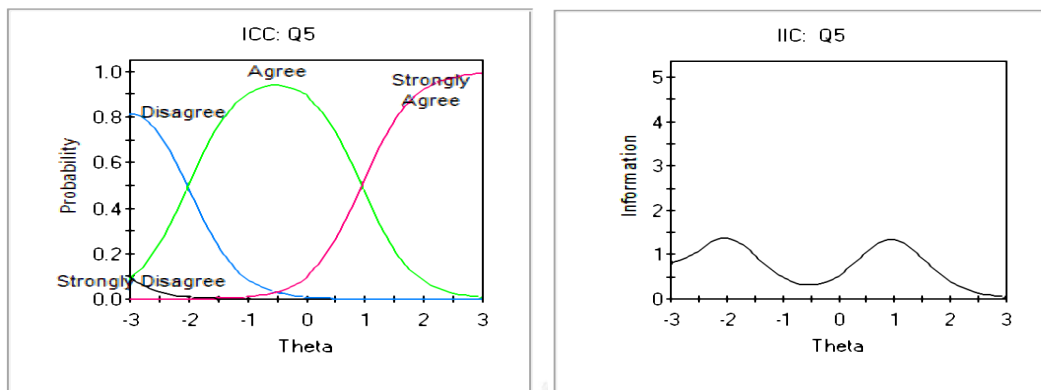 ICC: Q5
Agree
Strongly
Agree
Disagree
Strongly Disagree
Probability
1.0
0.8
0.6
0.4
0.2
0.0
-3 -2 -1 0 1 2 3
Theta
IIC: Q5
Information
5
4
3
2
1
0
-3 -2 -1 0 1 2 3
Theta